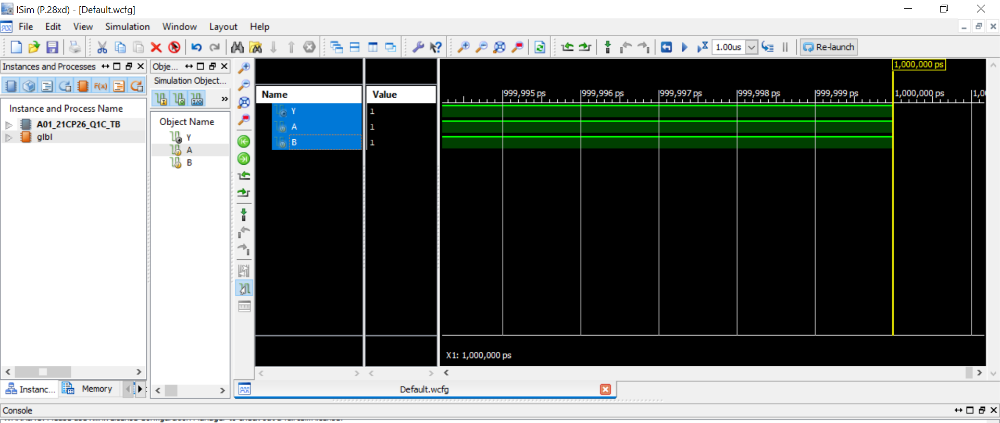 ISim (P.28xd) - [Default.wcfg]
File Edit View Simulation Window Layout Help
1.00us Re-launch
Instances and Processes
F(x)
Instance and Process Name
A01_21CP26_Q1C_TB
glbl
Instanc... Memory
Obje...
Simulation Object...
I O I/O »
Object Name
Y
A
B
Name Value
Y 1
A 1
B 1
1,000,000 ps
999,995 ps 999,996 ps 999,997 ps 999,998 ps 999,999 ps 1,000,000 ps 1,0
X1: 1,000,000 ps
Default.wcfg
Console